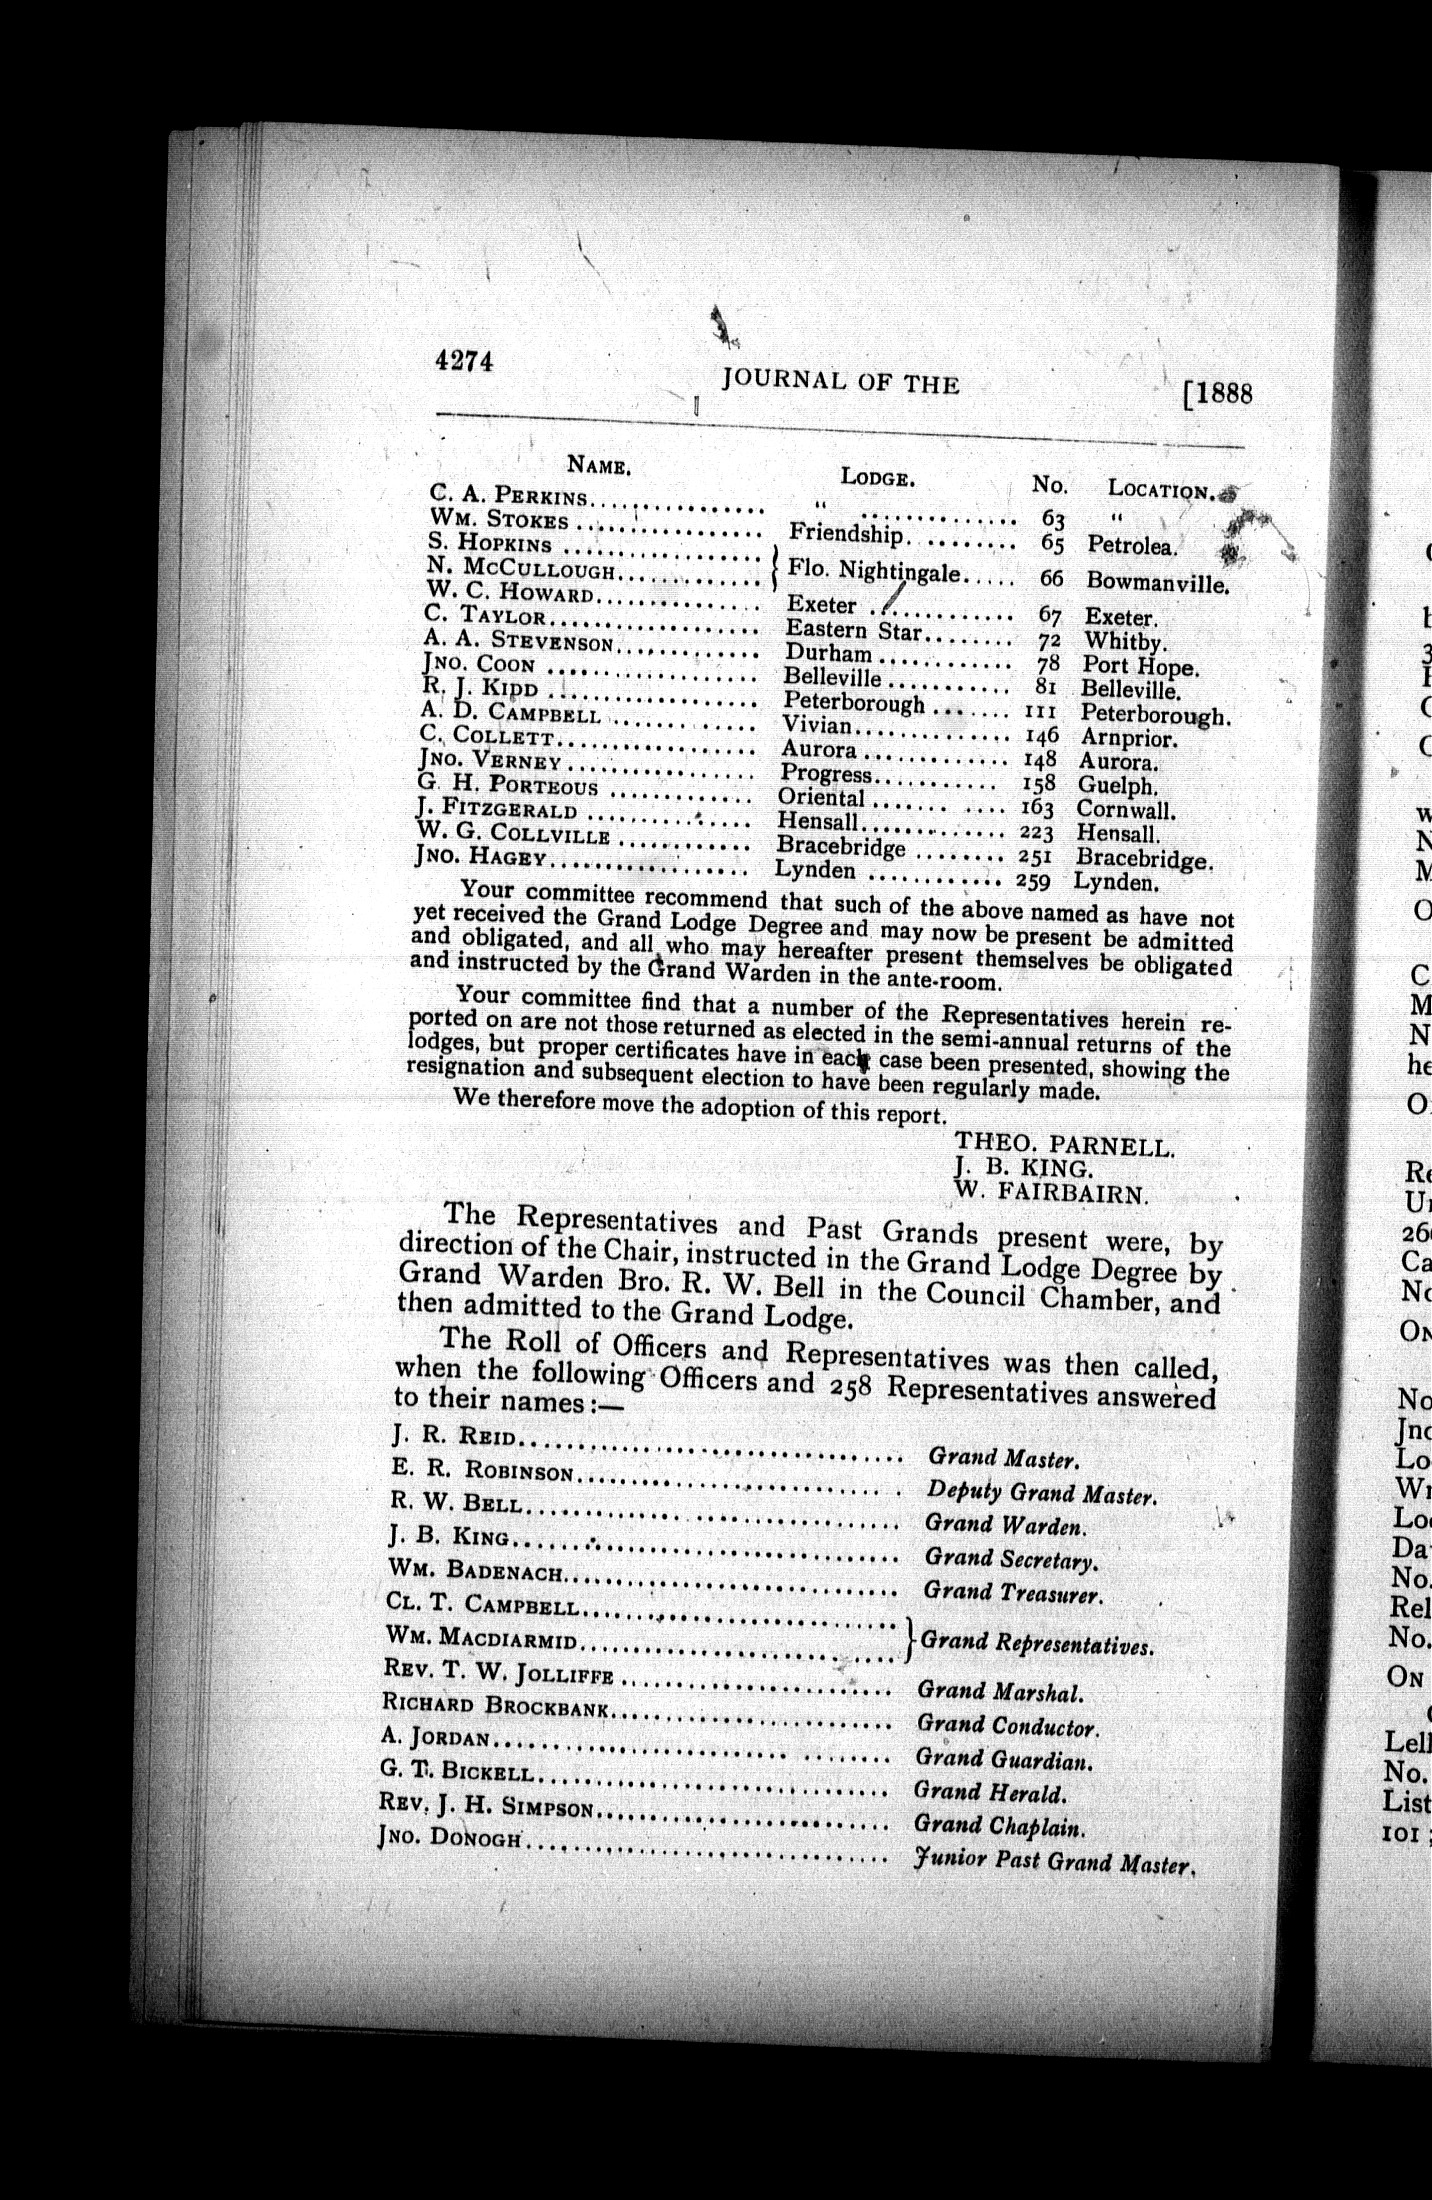 4274 JOURNAL OF THE [1888
NAME. LODGE. No. LOCATION.
C. A. PERKINS................ " .............. 63 "
WM. STOKES ................ Friendship. ......... 65 Petrolea.
S. HOPKINS .................. } Flo. Nightingale..... 66 Bowmanville.
N. MCCULLOUGH.............
W. C. HOWARD............... Exeter ............. 67 Exeter.
C. TAYLOR................... Eastern Star........ 72 Whitby.
A. A. STEVENSON............. Durham ............ 78 Port Hope.
JNO. COON ................... Belleville ........... 81 Belleville.
R. J. KIDD ................... Peterborough ....... 111 Peterborough.
A. D. CAMPBELL ............. Vivian.............. 146 Arnprior.
C. COLLETT.................. Aurora ............. 148 Aurora.
JNO. VERNEY ................. Progress........... 158 Guelph.
G. H. PORTEOUS ............. Oriental ....... .... 163 Cornwall.
J. FITZGERALD ............... Hensall............. 223 Hensall.
W. G. COLLVILLE ............ Bracebridge ........ 251 Bracebridge.
JNO. HAGEY.................. Lynden ............ 259 Lynden.
Your committee recommend that such of the above named as have not
yet received the Grand Lodge Degree and may now be present be admitted
and obligated, and all who may hereafter present themselves be obligated
and instructed by the Grand Warden in the ante-room.
Your committee find that a number of the Representatives herein re-
ported on are not those returned as elected in the semi-annual returns of the
lodges, but proper certificates have in each case been presented, showing the
resignation and subsequent election to have been regularly made.
We therefore move the adoption of this report.
THEO. PARNELL.
J. B. KING.
W. FAIRBAIRN.
The Representatives and Past Grands present were, by
direction of the Chair, instructed in the Grand Lodge Degree by
Grand Warden Bro. R. W. Bell in the Council Chamber, and
then admitted to the Grand Lodge.
The Roll of Officers and Representatives was then called,
when the following Officers and 258 Representatives answered
to their names :—
J. R. REID.................................. Grand Master.
E. R. ROBINSON............................. Deputy Grand Master.
R. W. BELL................................. Grand Warden.
J. B. KING.................................. Grand Secretary.
WM. BADENACH.............................. Grand Treasurer.
CL. T. CAMPBELL............................ } Grand Representatives.
WM. MACDIARMID............................
REV. T. W. JOLLIFFE ........................ Grand Marshal.
RICHARD BROCKBANK......................... Grand Conductor.
A. JORDAN.......................... ........ Grand Guardian.
G. T. BICKELL............................... Grand Herald.
REV. J. H. SIMPSON.......................... Grand Chaplain.
JNO. DONOGH................................ Junior Past Grand Master.